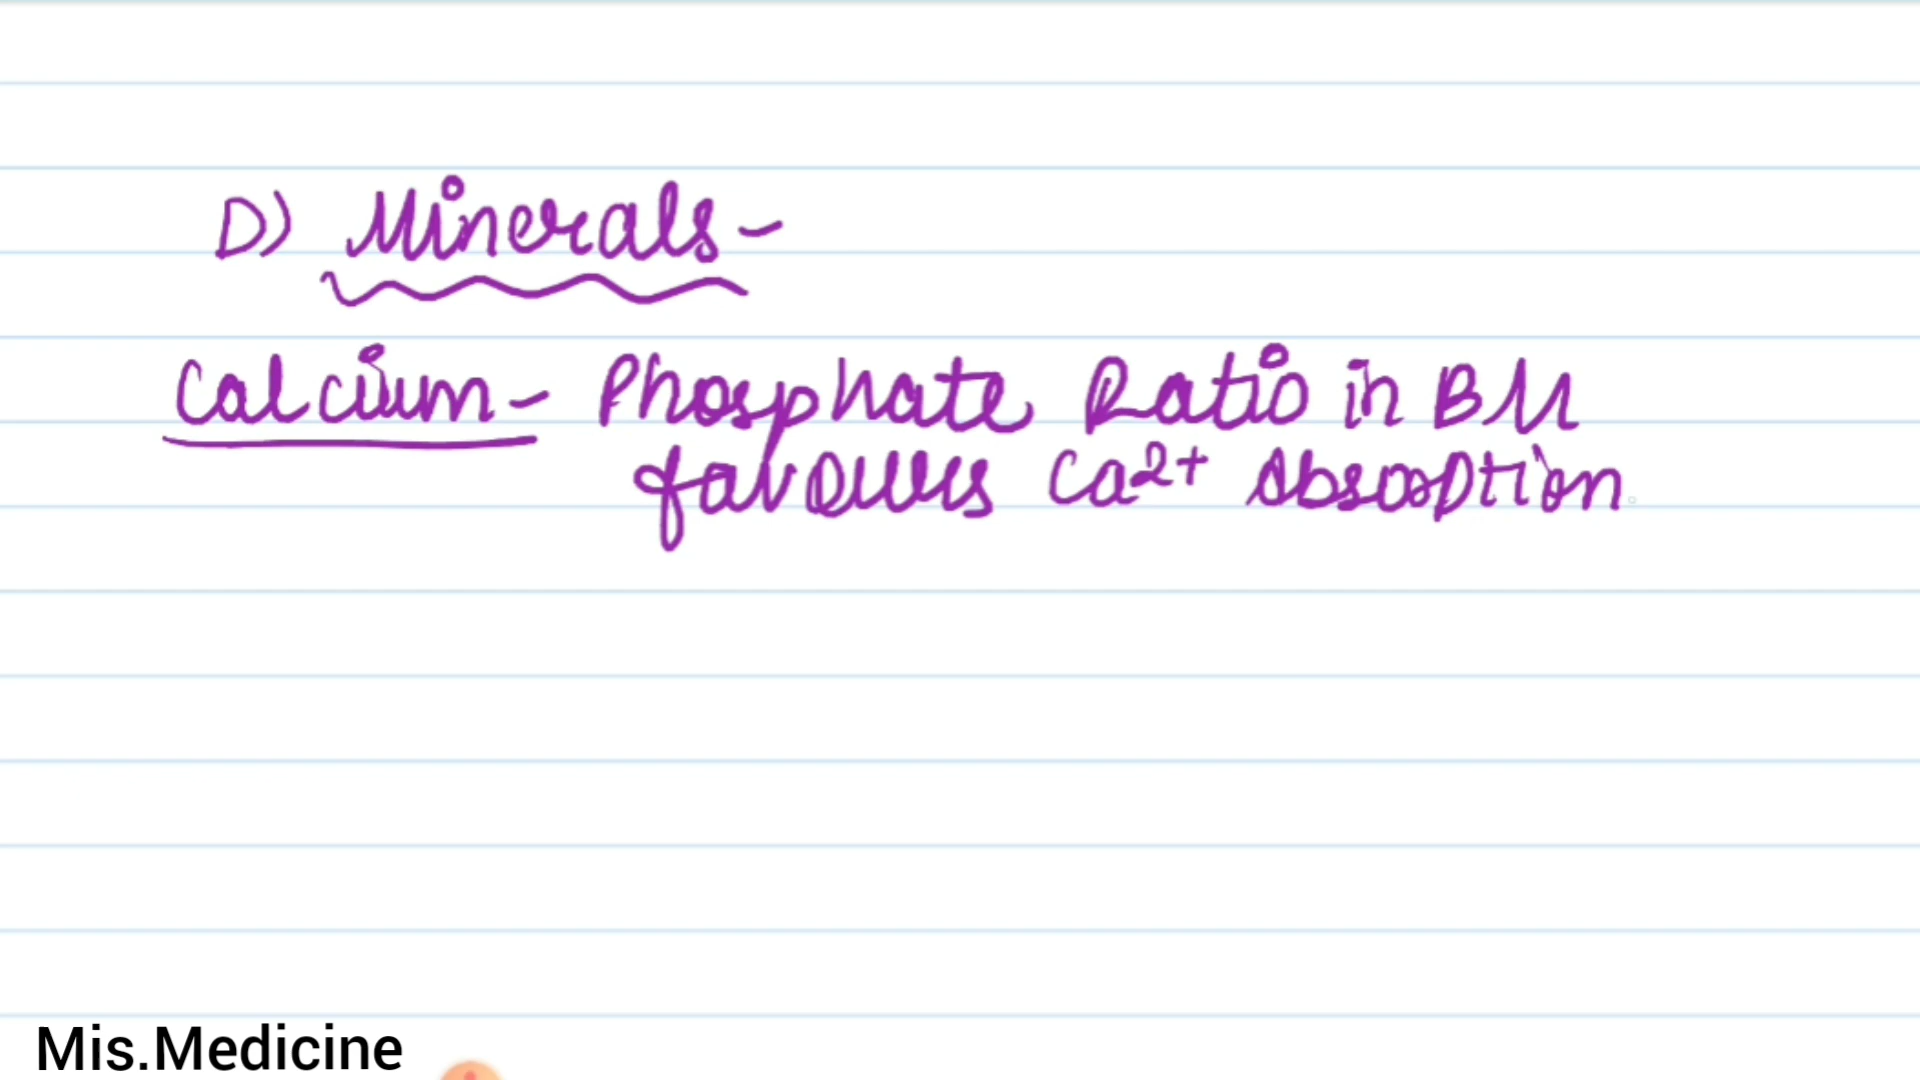 D) Minerals -
Calcium - Phosphate Ratio in BM
favours Ca2+ Absorption.
Mis.Medicine